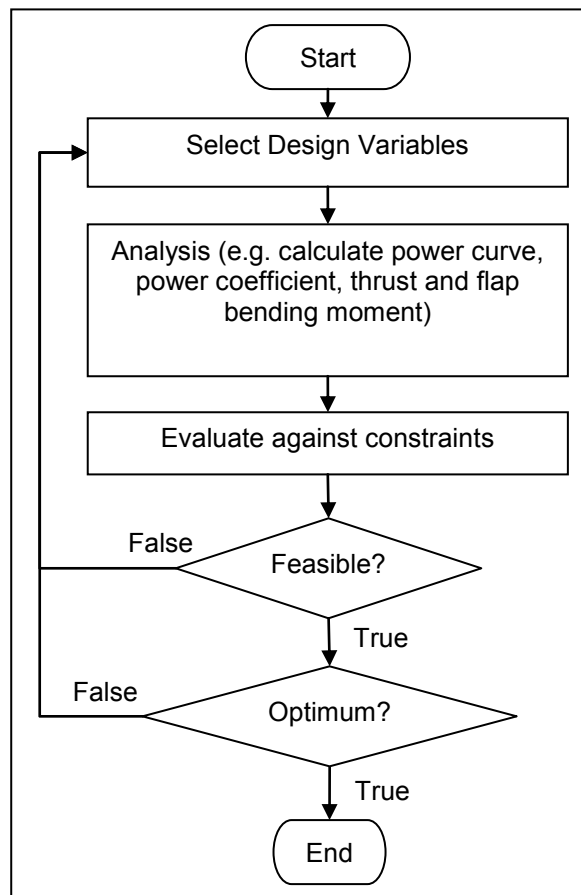 Start
Select Design Variables
Analysis (e.g. calculate power curve,
power coefficient, thrust and flap
bending moment)
Evaluate against constraints
False
Feasible?
True
False
Optimum?
True
End